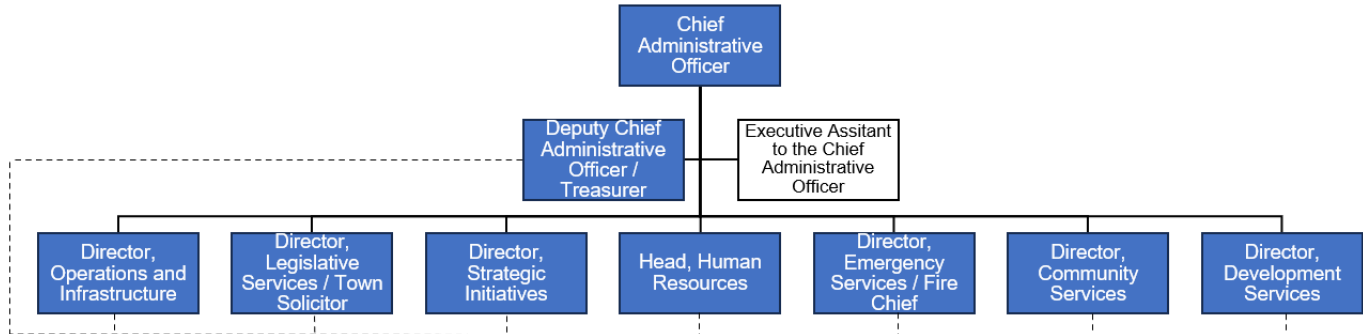 Chief
Administrative
Officer
Deputy Chief
Administrative
Officer /
Treasurer
Executive Assitant
to the Chief
Administrative
Officer
Director,
Operations and
Infrastructure
Director,
Legislative
Services / Town
Solicitor
Director,
Strategic
Initiatives
Head, Human
Resources
Director,
Emergency
Services / Fire
Chief
Director,
Community
Services
Director,
Development
Services